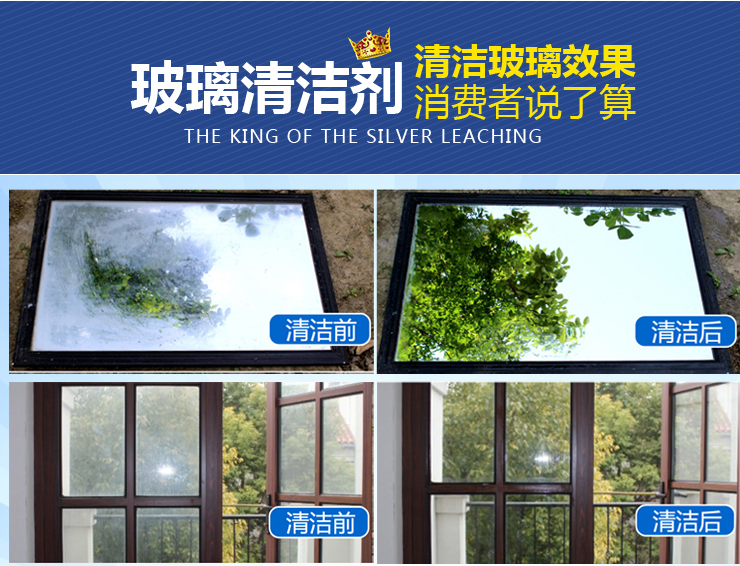 玻璃清洁剂
清洁玻璃效果
消费者说了算
THE KING OF THE SILVER LEACHING
清洁前
清洁后
清洁前
清洁后